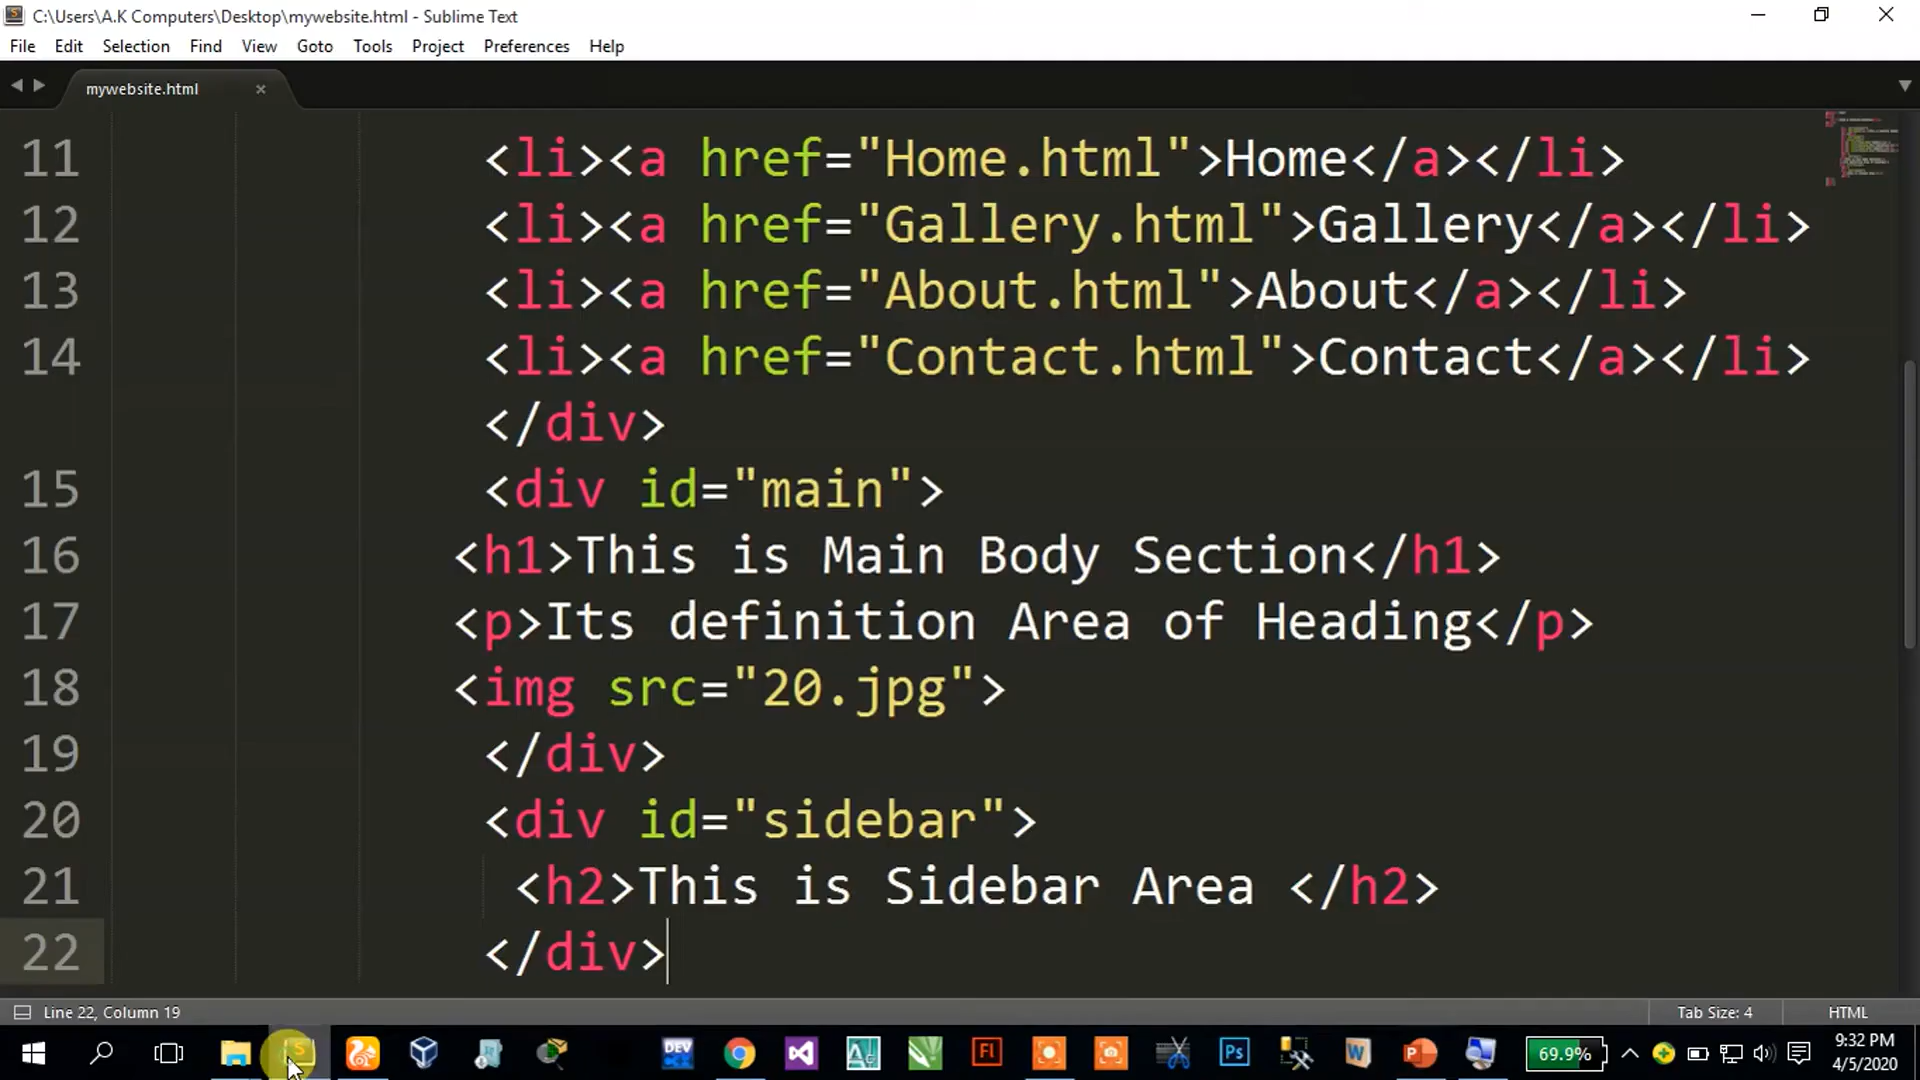 C:\Users\A.K Computers\Desktop\mywebsite.html - Sublime Text
File Edit Selection Find View Goto Tools Project Preferences Help
mywebsite.html
11 <li><a href="Home.html">Home</a></li>
12 <li><a href="Gallery.html">Gallery</a></li>
13 <li><a href="About.html">About</a></li>
14 <li><a href="Contact.html">Contact</a></li>
</div>
15 <div id="main">
16 <h1>This is Main Body Section</h1>
17 <p>Its definition Area of Heading</p>
18 <img src="20.jpg">
19 </div>
20 <div id="sidebar">
21 <h2>This is Sidebar Area </h2>
22 </div>
Line 22, Column 19 Tab Size: 4 HTML
DEV Fl Ps W P 69.9% 9:32 PM
4/5/2020